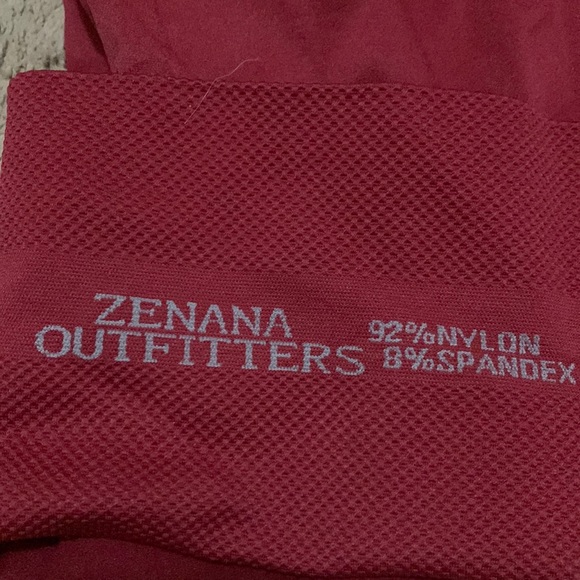 ZENANA
OUTFITTERS
92%NYLON
8%SPANDEX